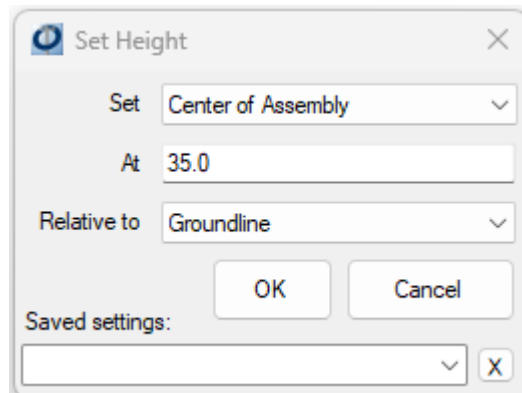 Set Height
Set Center of Assembly
At 35.0
Relative to Groundline
OK Cancel
Saved settings:
X